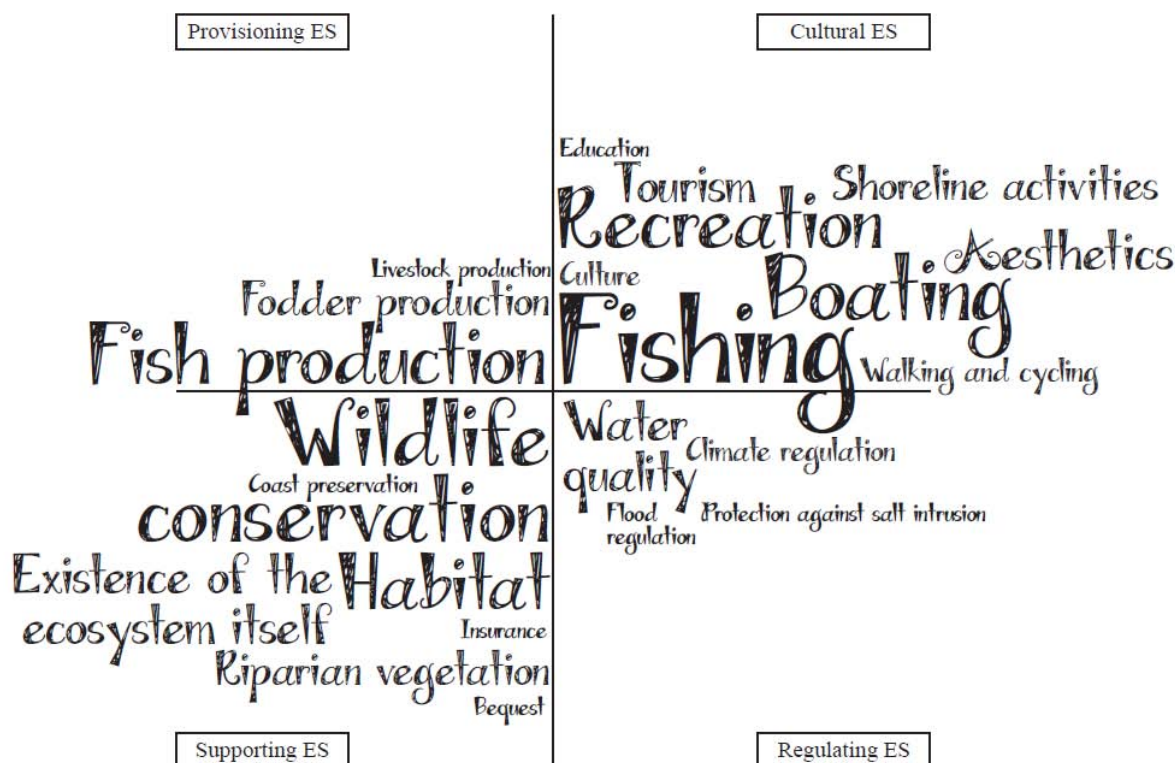 Provisioning ES
Cultural ES
Education
Tourism
Shoreline activities
Recreation
Aesthetics
Livestock production
Culture
Boating
Fodder production
Fish production
Fishing
Walking and cycling
Wildlife
conservation
Coast preservation
Water
quality
Climate regulation
Flood
regulation
Protection against salt intrusion
Existence of the
ecosystem itself
Habitat
Insurance
Riparian vegetation
Bequest
Supporting ES
Regulating ES